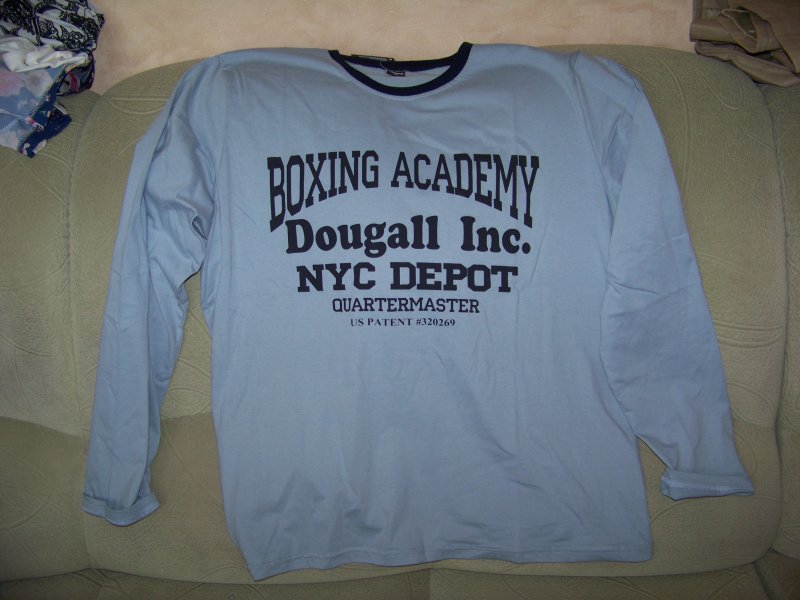 BOXING ACADEMY
Dougall Inc.
NYC DEPOT
QUARTERMASTER
US PATENT #320269